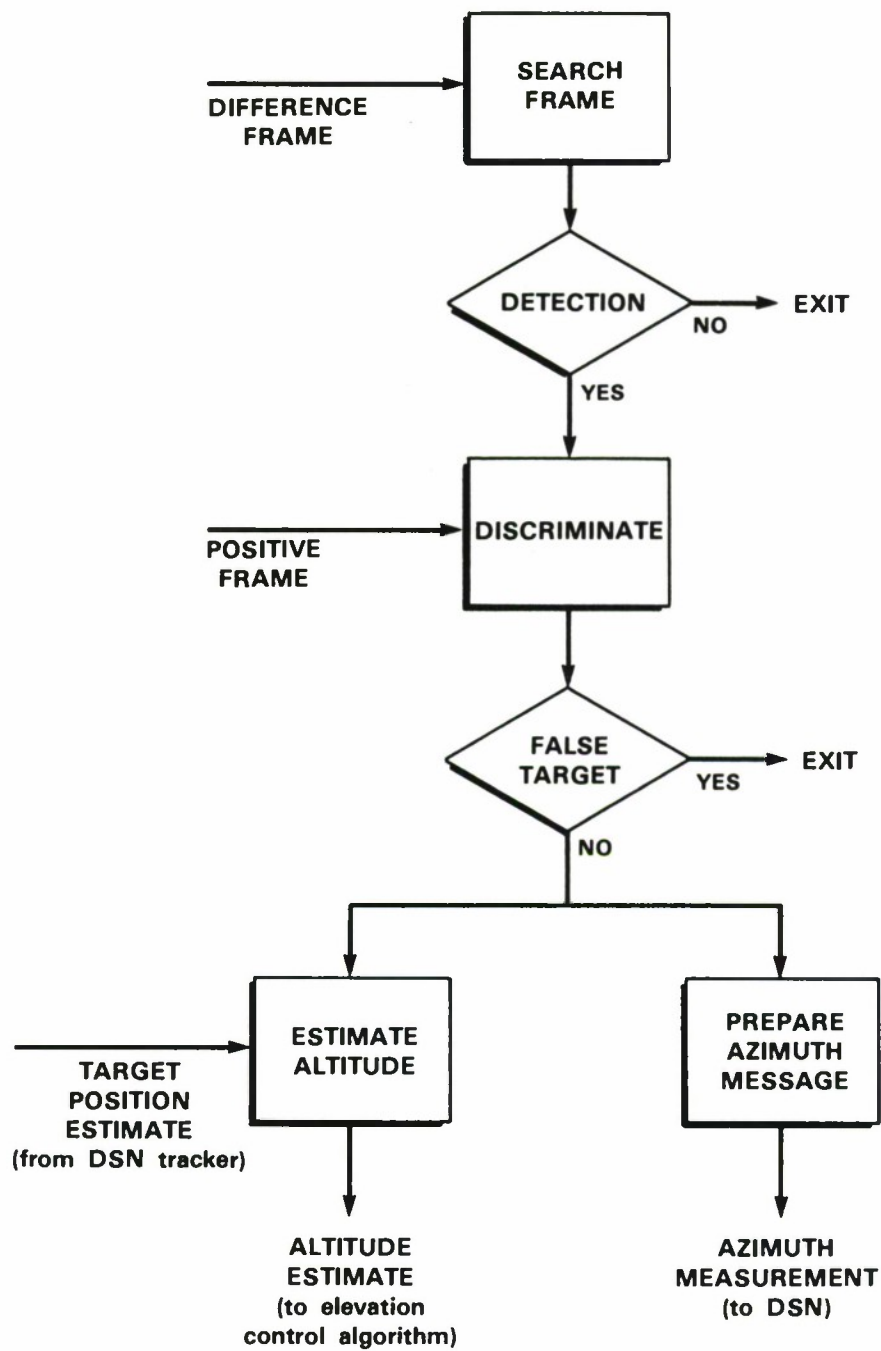 SEARCH
FRAME
DIFFERENCE
FRAME
DETECTION
EXIT
NO
YES
DISCRIMINATE
POSITIVE
FRAME
FALSE
TARGET
EXIT
YES
NO
ESTIMATE
ALTITUDE
PREPARE
AZIMUTH
MESSAGE
TARGET
POSITION
ESTIMATE
(from DSN tracker)
ALTITUDE
ESTIMATE
(to elevation
control algorithm)
AZIMUTH
MEASUREMENT
(to DSN)